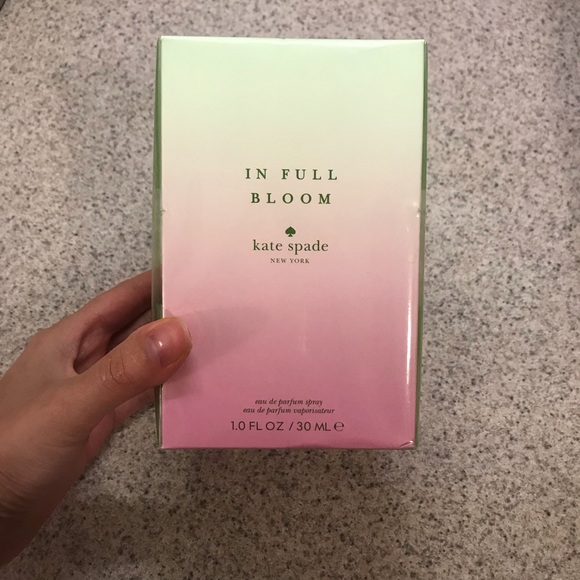 IN FULL
BLOOM
kate spade
NEW YORK
eau de parfum spray
eau de parfum vaporisateur
1.0 FL OZ / 30 ML ℮